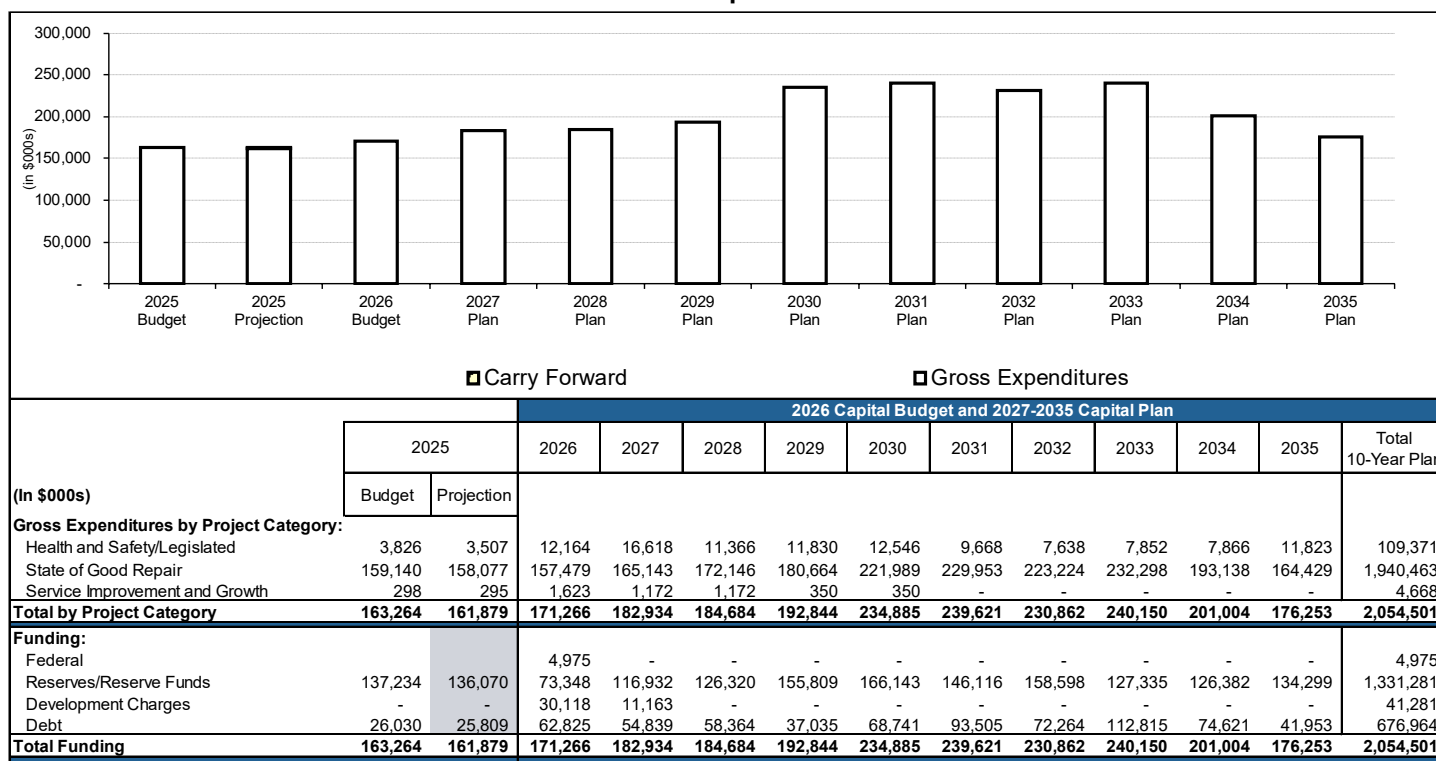 300,000
250,000
200,000
150,000
100,000
50,000
-
(in $000s)
2025 2025 2026 2027 2028 2029 2030 2031 2032 2033 2034 2035
Budget Projection Budget Plan Plan Plan Plan Plan Plan Plan Plan Plan
Carry Forward Gross Expenditures
2026 Capital Budget and 2027-2035 Capital Plan
2025 2026 2027 2028 2029 2030 2031 2032 2033 2034 2035 Total
10-Year Plan
(In $000s) Budget Projection
Gross Expenditures by Project Category:
Health and Safety/Legislated 3,826 3,507 12,164 16,618 11,366 11,830 12,546 9,668 7,638 7,852 7,866 11,823 109,371
State of Good Repair 159,140 158,077 157,479 165,143 172,146 180,664 221,989 229,953 223,224 232,298 193,138 164,429 1,940,463
Service Improvement and Growth 298 295 1,623 1,172 1,172 350 350 - - - - - 4,668
Total by Project Category 163,264 161,879 171,266 182,934 184,684 192,844 234,885 239,621 230,862 240,150 201,004 176,253 2,054,501
Funding:
Federal 4,975 - - - - - - - - - 4,975
Reserves/Reserve Funds 137,234 136,070 73,348 116,932 126,320 155,809 166,143 146,116 158,598 127,335 126,382 134,299 1,331,281
Development Charges - - 30,118 11,163 - - - - - - - - 41,281
Debt 26,030 25,809 62,825 54,839 58,364 37,035 68,741 93,505 72,264 112,815 74,621 41,953 676,964
Total Funding 163,264 161,879 171,266 182,934 184,684 192,844 234,885 239,621 230,862 240,150 201,004 176,253 2,054,501